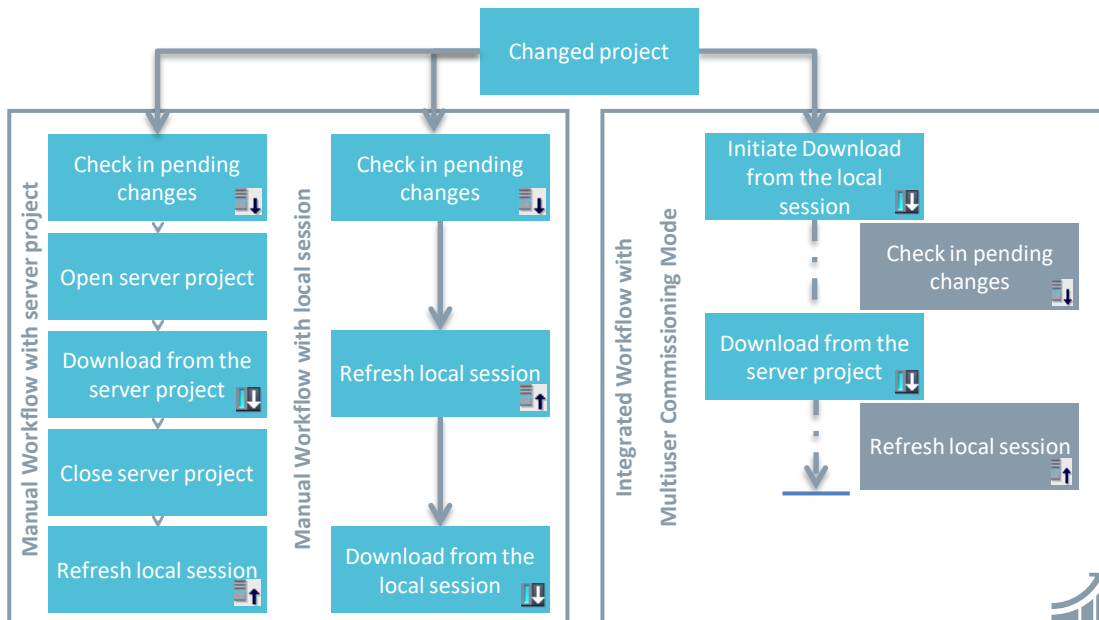 Changed project
Manual Workflow with server project
Check in pending
changes
Open server project
Download from the
server project
Close server project
Refresh local session
Manual Workflow with local session
Check in pending
changes
Refresh local session
Download from the
local session
Integrated Workflow with
Multiuser Commissioning Mode
Initiate Download
from the local
session
Check in pending
changes
Download from the
server project
Refresh local session